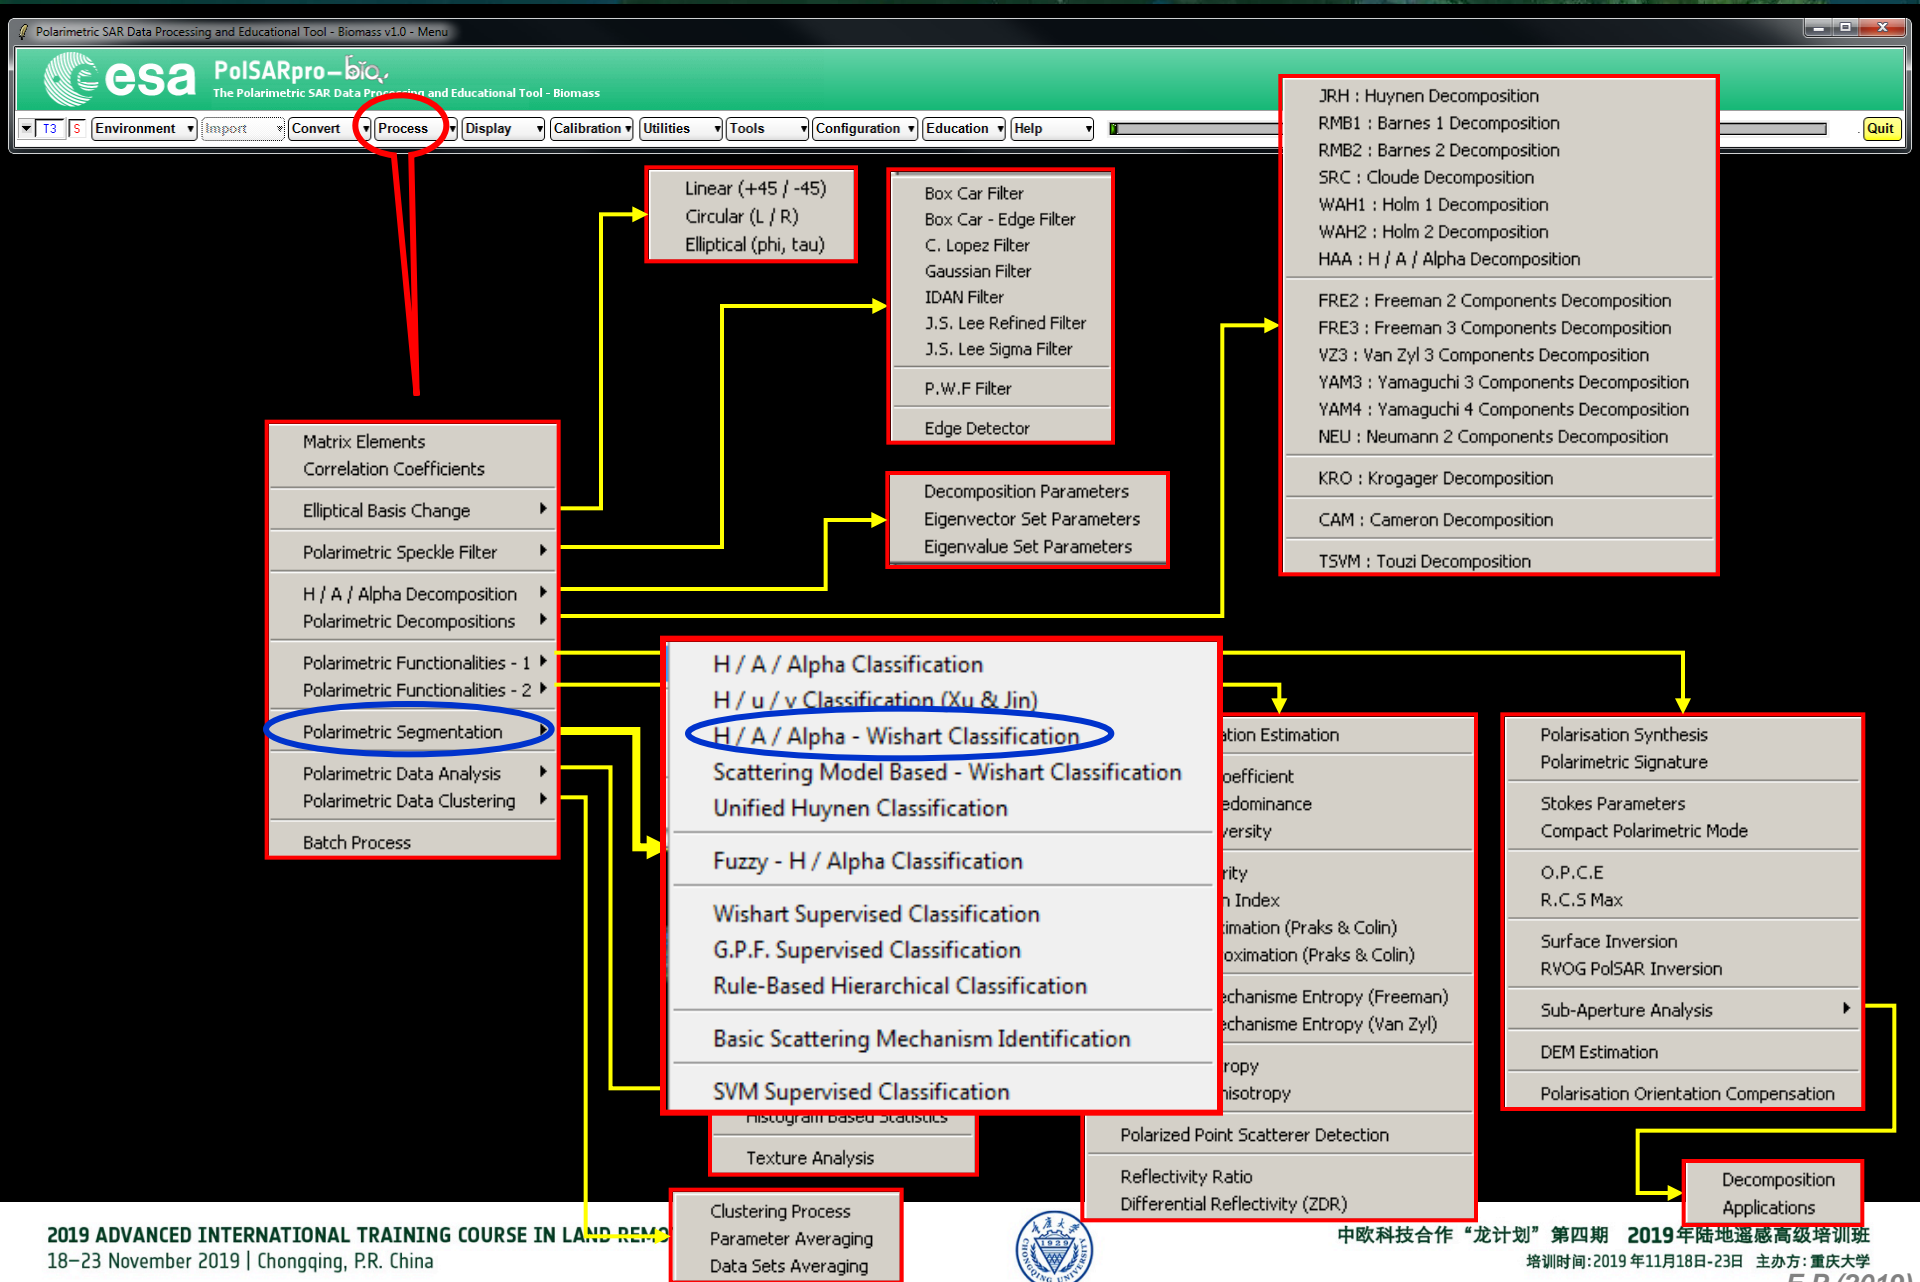 Polarimetric SAR Data Processing and Educational Tool - Biomass v1.0 - Menu
esa
PolSARpro-bio
The Polarimetric SAR Data Processing and Educational Tool - Biomass
T3 S Environment Import Convert Process Display Calibration Utilities Tools Configuration Education Help Quit
Linear (+45 / -45)
Circular (L / R)
Elliptical (phi, tau)
Box Car Filter
Box Car - Edge Filter
C. Lopez Filter
Gaussian Filter
IDAN Filter
J.S. Lee Refined Filter
J.S. Lee Sigma Filter
P.W.F Filter
Edge Detector
JRH : Huynen Decomposition
RMB1 : Barnes 1 Decomposition
RMB2 : Barnes 2 Decomposition
SRC : Cloude Decomposition
WAH1 : Holm 1 Decomposition
WAH2 : Holm 2 Decomposition
HAA : H / A / Alpha Decomposition
FRE2 : Freeman 2 Components Decomposition
FRE3 : Freeman 3 Components Decomposition
VZ3 : Van Zyl 3 Components Decomposition
YAM3 : Yamaguchi 3 Components Decomposition
YAM4 : Yamaguchi 4 Components Decomposition
NEU : Neumann 2 Components Decomposition
KRO : Krogager Decomposition
CAM : Cameron Decomposition
TSVM : Touzi Decomposition
Matrix Elements
Correlation Coefficients
Elliptical Basis Change
Polarimetric Speckle Filter
H / A / Alpha Decomposition
Polarimetric Decompositions
Polarimetric Functionalities - 1
Polarimetric Functionalities - 2
Polarimetric Segmentation
Polarimetric Data Analysis
Polarimetric Data Clustering
Batch Process
Decomposition Parameters
Eigenvector Set Parameters
Eigenvalue Set Parameters
H / A / Alpha Classification
H / u / v Classification (Xu & Jin)
H / A / Alpha - Wishart Classification
Scattering Model Based - Wishart Classification
Unified Huynen Classification
Fuzzy - H / Alpha Classification
Wishart Supervised Classification
G.P.F. Supervised Classification
Rule-Based Hierarchical Classification
Basic Scattering Mechanism Identification
SVM Supervised Classification
Histogram Based Statistics
Texture Analysis
Estimation
(Praks & Colin)
(Praks & Colin)
Entropy (Freeman)
Entropy (Van Zyl)
Index
Polarized Point Scatterer Detection
Reflectivity Ratio
Differential Reflectivity (ZDR)
Polarisation Synthesis
Polarimetric Signature
Stokes Parameters
Compact Polarimetric Mode
O.P.C.E
R.C.S Max
Surface Inversion
RVOG PolSAR Inversion
Sub-Aperture Analysis
DEM Estimation
Polarisation Orientation Compensation
Decomposition
Applications
Clustering Process
Parameter Averaging
Data Sets Averaging
2019 ADVANCED INTERNATIONAL TRAINING COURSE IN LAND
18–23 November 2019 | Chongqing, P.R. China
中欧科技合作“龙计划”第四期 2019年陆地遥感高级培训班
培训时间:2019年11月18日-23日 主办方:重庆大学